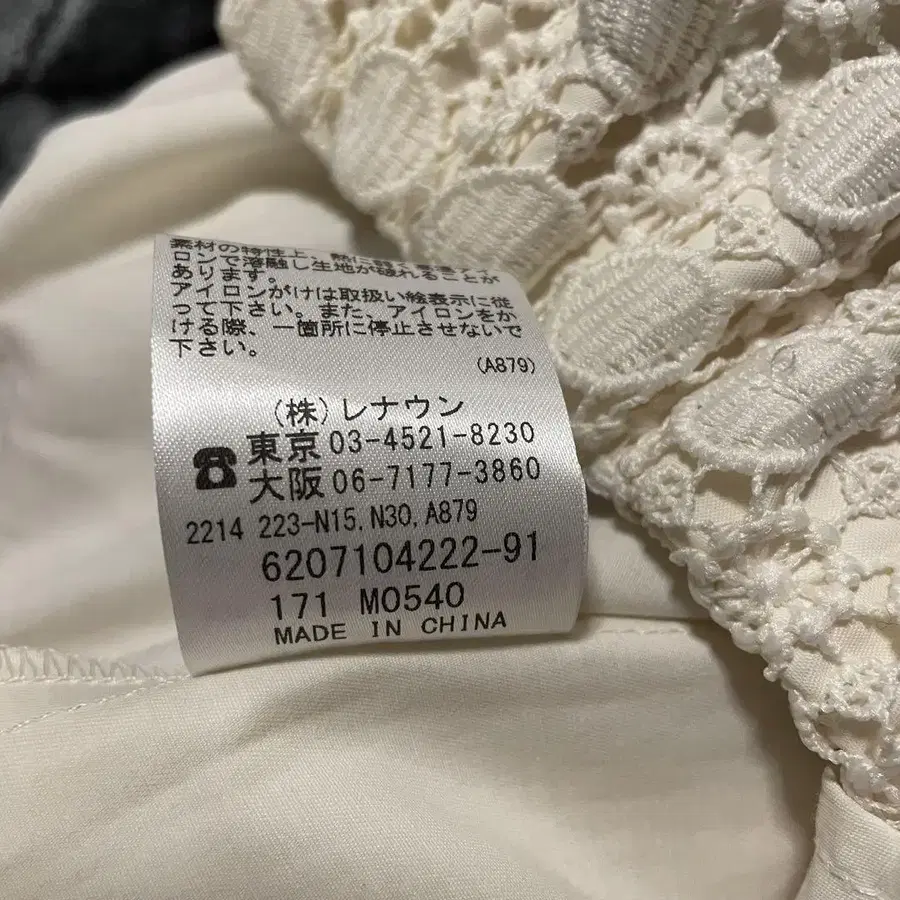 素材の特性上、熱に弱く高温アイ
ロンで溶融し生地が破れることが
あります。
アイロンがけは取扱い絵表示に従
って下さい。また、アイロンをか
ける際、一箇所に停止させないで
下さい。
(A879)
(株)レナウン
☎東京 03-4521-8230
大阪 06-7177-3860
2214 223-N15,N30,A879
6207104222-91
171 M0540
MADE IN CHINA